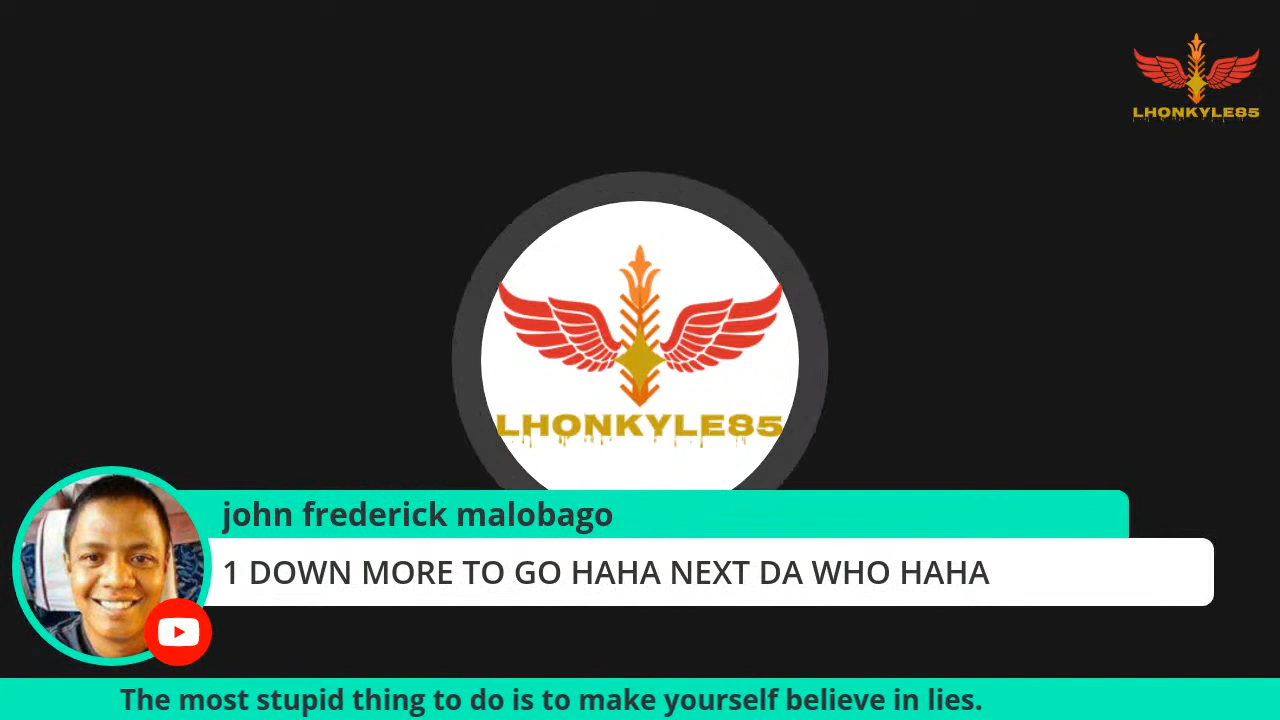 LHONKYLE85
LHONKYLE85
john frederick malobago
1 DOWN MORE TO GO HAHA NEXT DA WHO HAHA
The most stupid thing to do is to make yourself believe in lies.